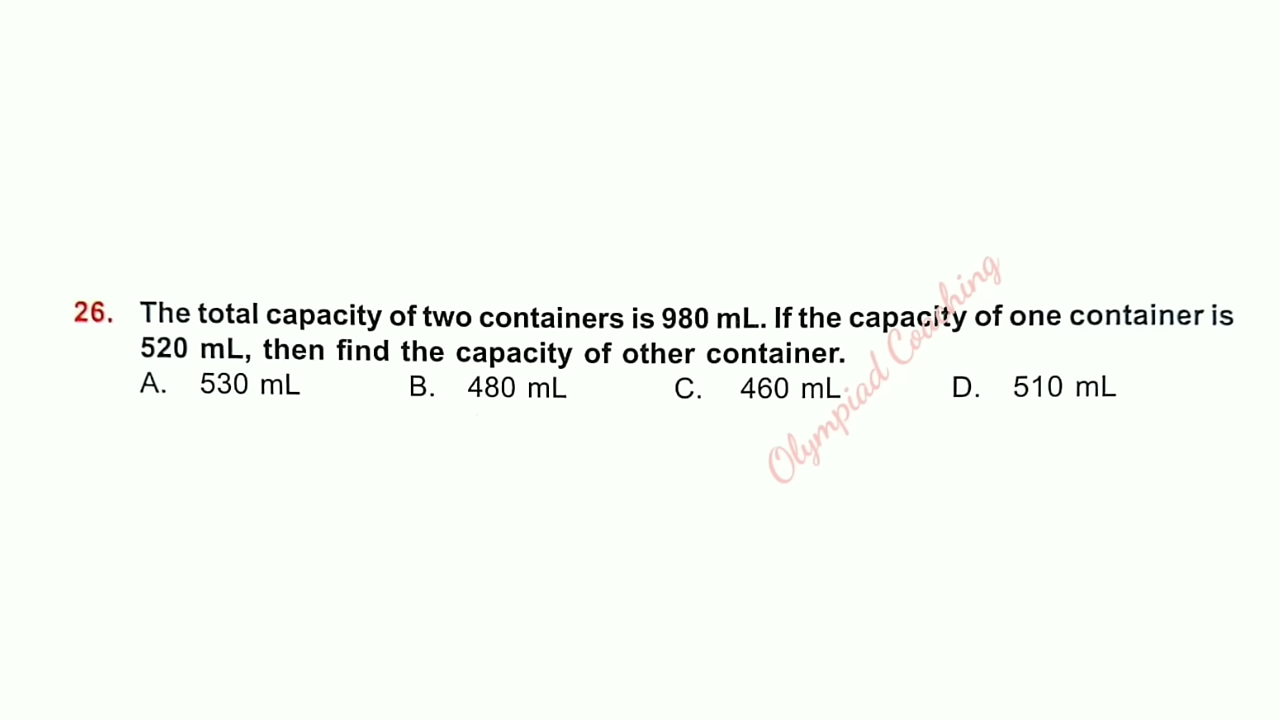 26. The total capacity of two containers is 980 mL. If the capacity of one container is
520 mL, then find the capacity of other container.
A. 530 mL B. 480 mL C. 460 mL D. 510 mL
Olympiad Coaching